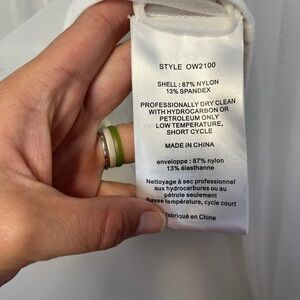 STYLE OW2100
SHELL: 87% NYLON
13% SPANDEX
PROFESSIONALLY DRY CLEAN
WITH HYDROCARBON OR
PETROLEUM ONLY
LOW TEMPERATURE,
SHORT CYCLE
MADE IN CHINA
enveloppe : 87% nylon
13% élasthanne
Nettoyage à sec professionnel
aux hydrocarbures ou au
pétrole seulement
Basse température, cycle court
fabriqué en Chine